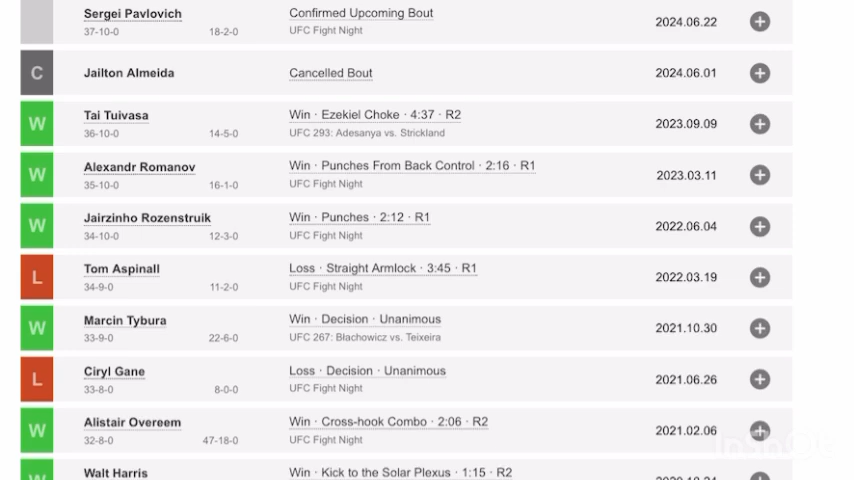 Sergei Pavlovich Confirmed Upcoming Bout
37-10-0 18-2-0 UFC Fight Night 2024.06.22
C Jailton Almeida Cancelled Bout 2024.06.01
W Tai Tuivasa Win · Ezekiel Choke · 4:37 · R2
36-10-0 14-5-0 UFC 293: Adesanya vs. Strickland 2023.09.09
W Alexandr Romanov Win · Punches From Back Control · 2:16 · R1
35-10-0 16-1-0 UFC Fight Night 2023.03.11
W Jairzinho Rozenstruik Win · Punches · 2:12 · R1
34-10-0 12-3-0 UFC Fight Night 2022.06.04
L Tom Aspinall Loss · Straight Armlock · 3:45 · R1
34-9-0 11-2-0 UFC Fight Night 2022.03.19
W Marcin Tybura Win · Decision · Unanimous
33-9-0 22-6-0 UFC 267: Błachowicz vs. Teixeira 2021.10.30
L Ciryl Gane Loss · Decision · Unanimous
33-8-0 8-0-0 UFC Fight Night 2021.06.26
W Alistair Overeem Win · Cross-hook Combo · 2:06 · R2
32-8-0 47-18-0 UFC Fight Night 2021.02.06
InShOt
W Walt Harris Win · Kick to the Solar Plexus · 1:15 · R2